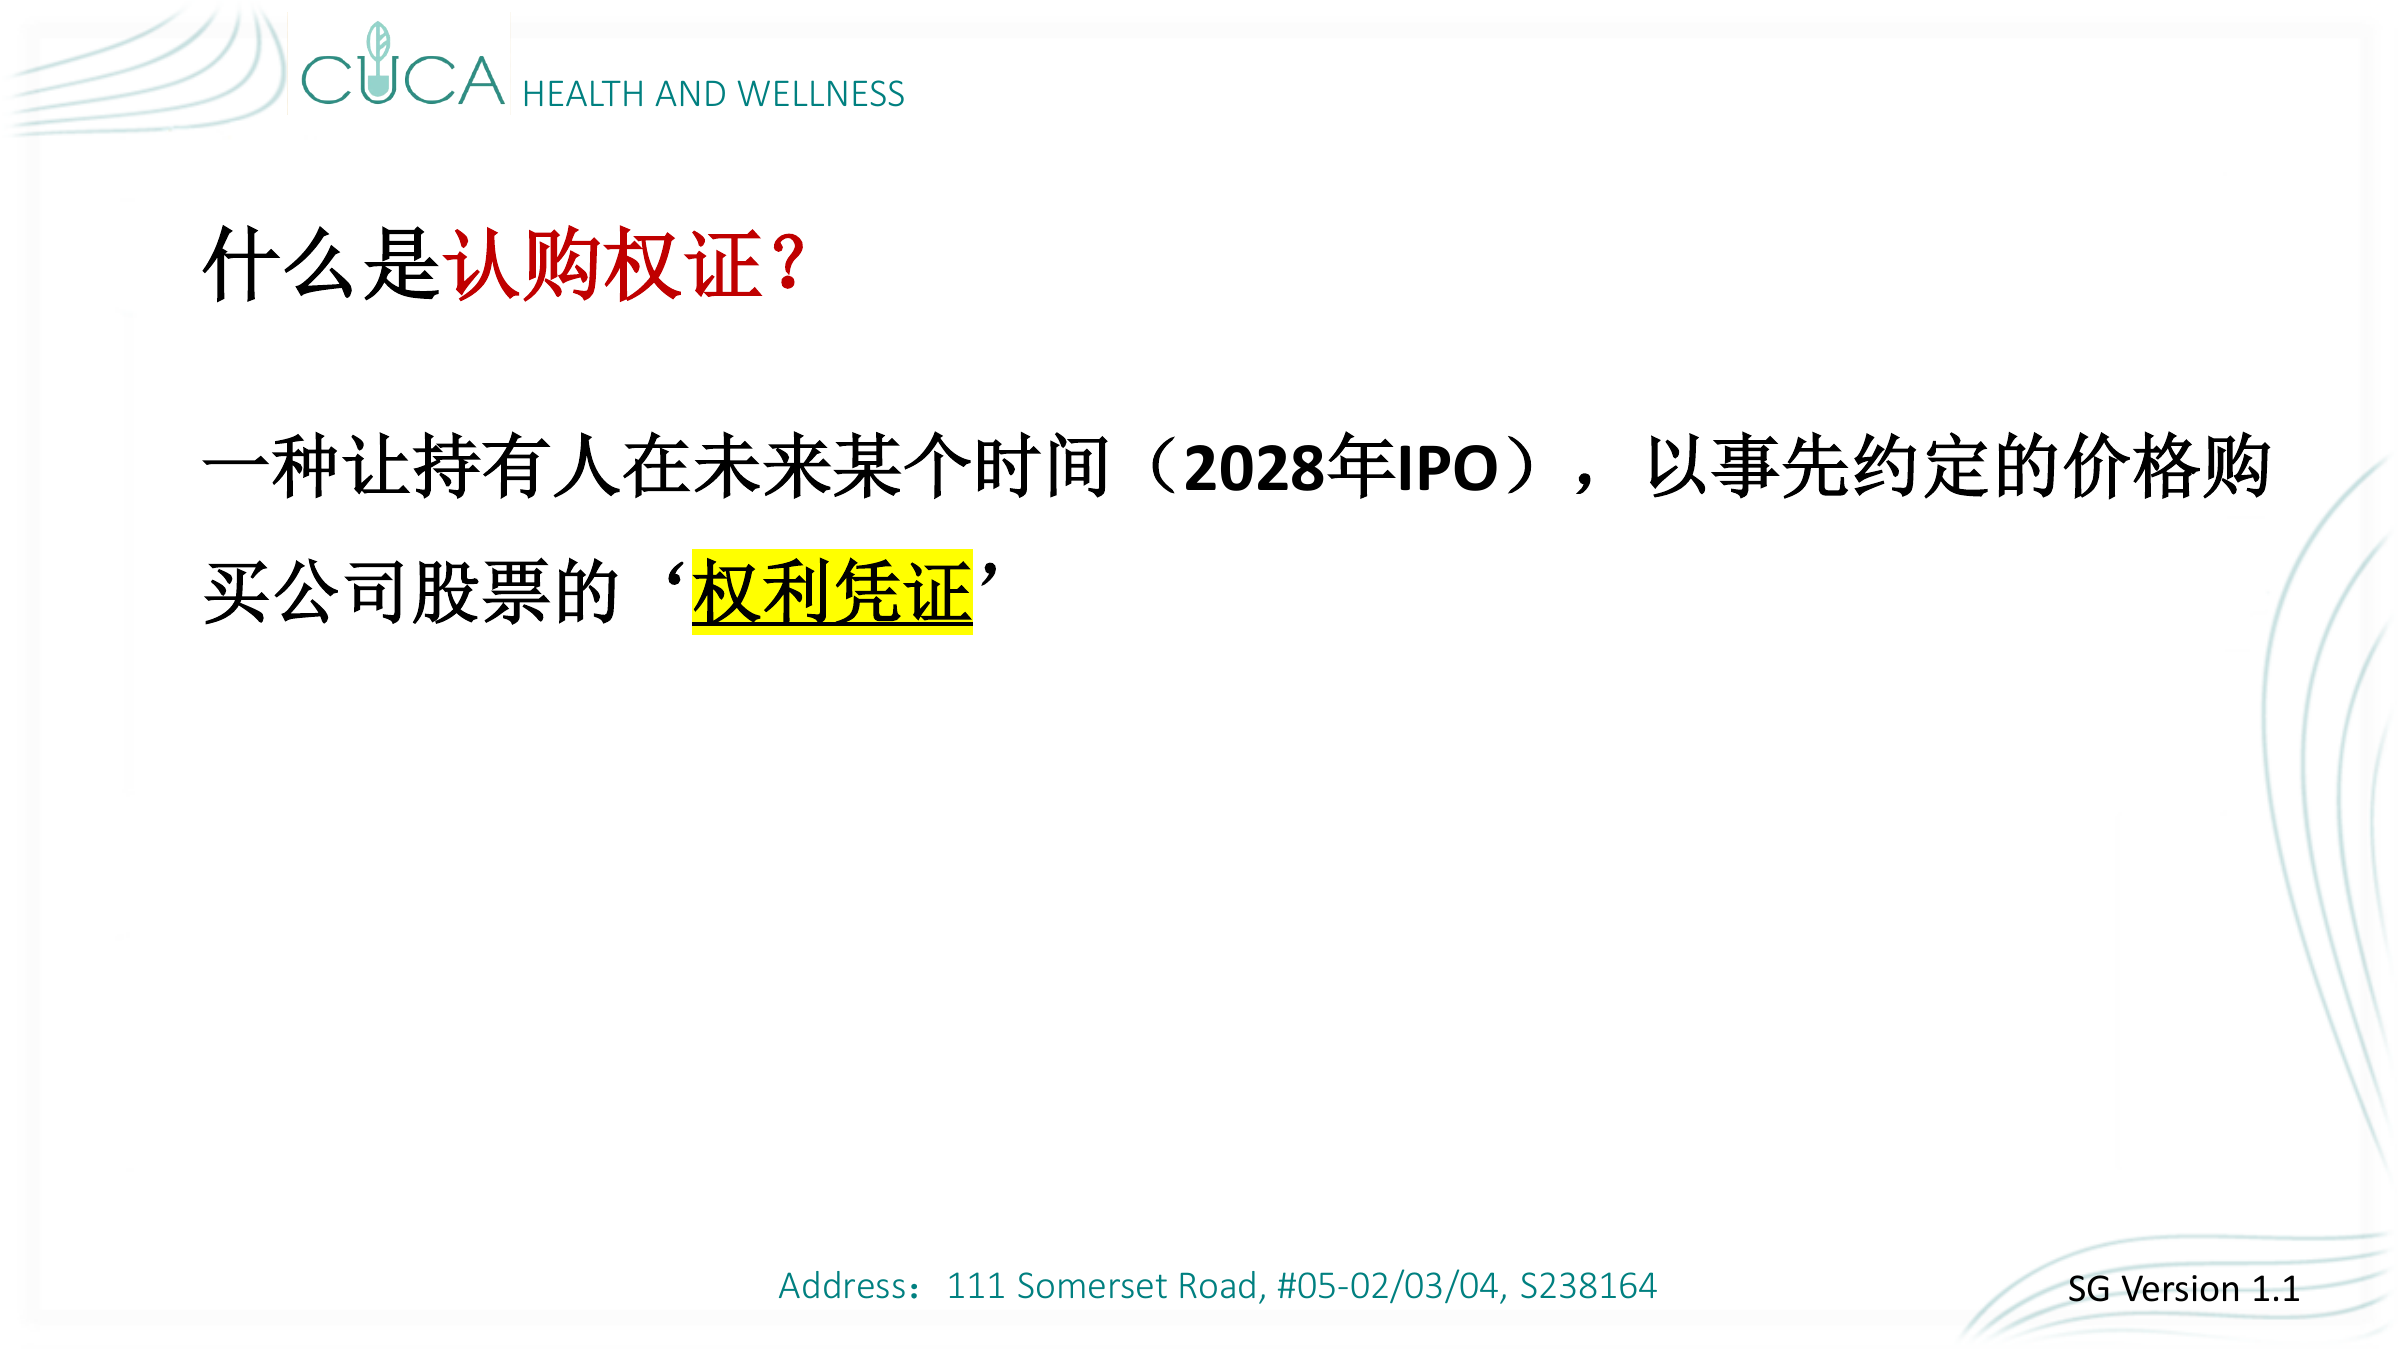 CUCA HEALTH AND WELLNESS
什么是认购权证？
一种让持有人在未来某个时间（2028年IPO），以事先约定的价格购
买公司股票的‘权利凭证’
Address：111 Somerset Road, #05-02/03/04, S238164
SG Version 1.1